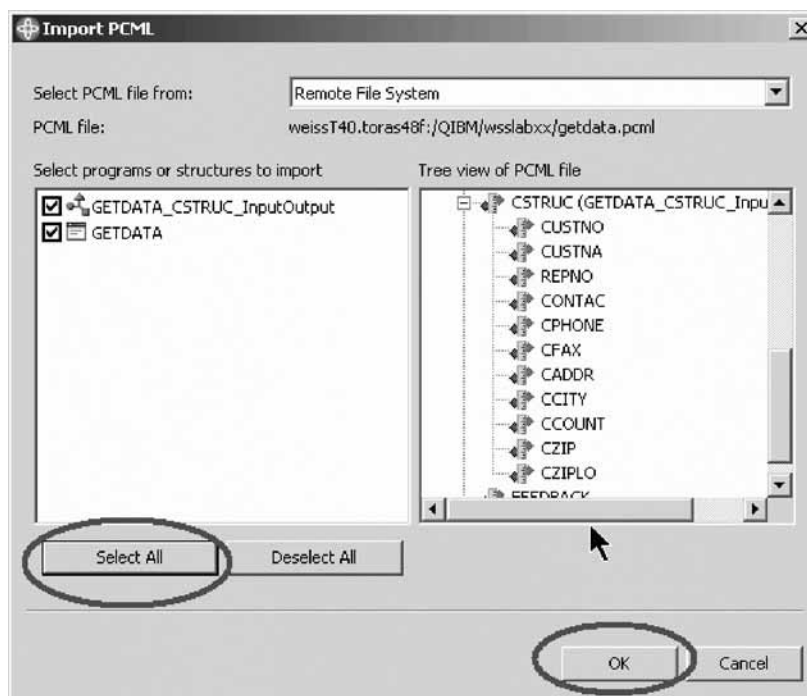 Import PCML
Select PCML file from:
Remote File System
PCML file:
weissT40.toras48f:/QIBM/wsslabxx/getdata.pcml
Select programs or structures to import
GETDATA_CSTRUC_InputOutput
GETDATA
Tree view of PCML file
CSTRUC (GETDATA_CSTRUC_Inpu
CUSTNO
CUSTNA
REPNO
CONTAC
CPHONE
CFAX
CADDR
CCITY
CCOUNT
CZIP
CZIPLO
FEEDBACK
Select All
Deselect All
OK
Cancel